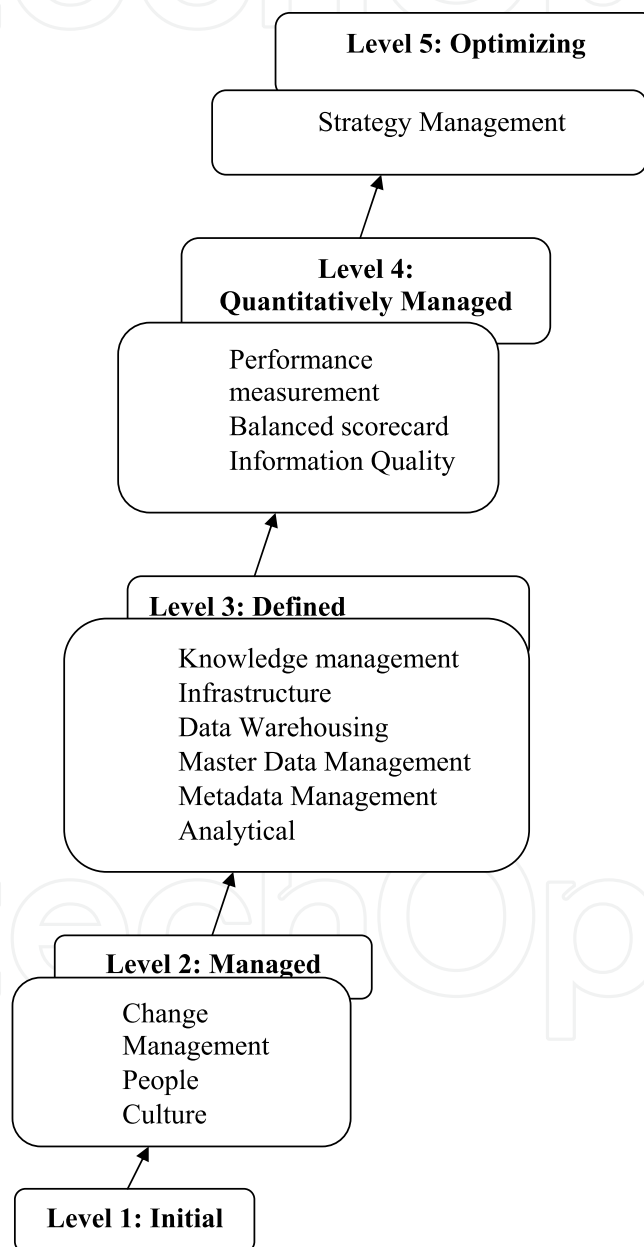 Level 5: Optimizing
Strategy Management
Level 4:
Quantitatively Managed
Performance
measurement
Balanced scorecard
Information Quality
Level 3: Defined
Knowledge management
Infrastructure
Data Warehousing
Master Data Management
Metadata Management
Analytical
Level 2: Managed
Change
Management
People
Culture
Level 1: Initial